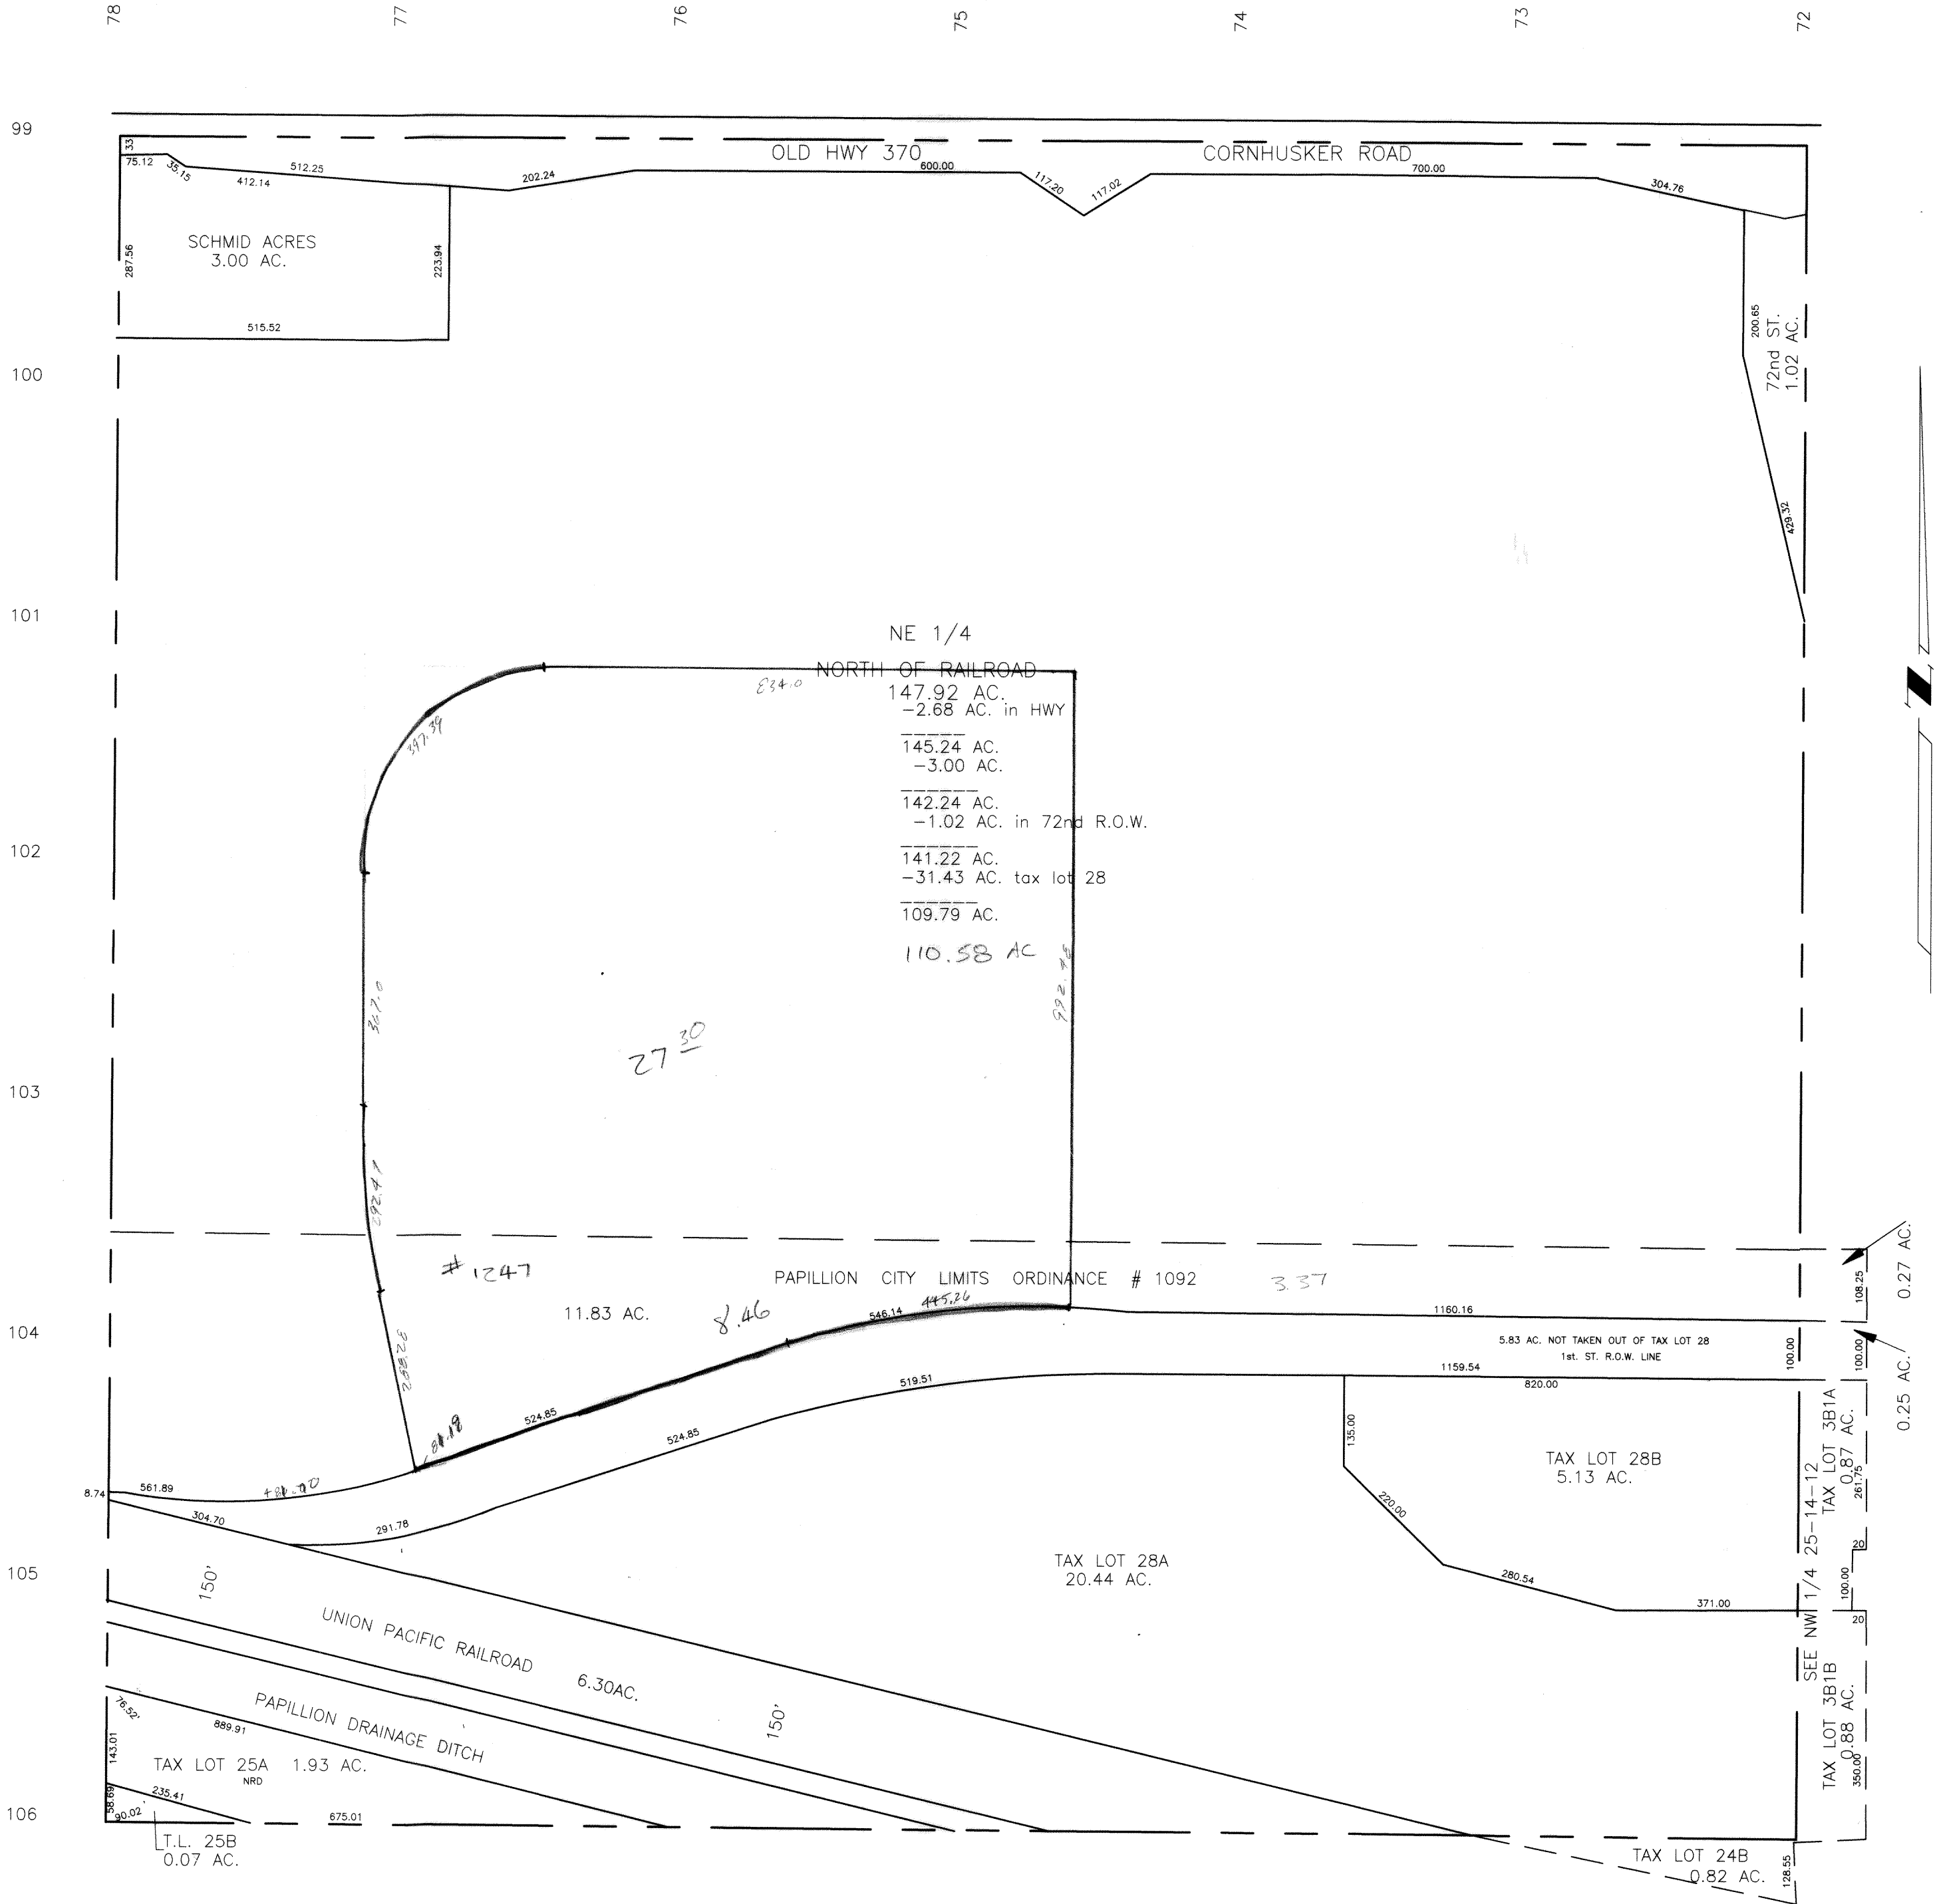 78
77
76
75
74
73
72
99
100
101
102
103
104
105
106
OLD HWY 370
CORNHUSKER ROAD
33
75.12
35.15
512.25
412.14
202.24
600.00
117.20
117.02
700.00
304.76
SCHMID ACRES
3.00 AC.
287.56
223.94
515.52
200.65
72nd ST.
1.02 AC.
429.32
NE 1/4
NORTH OF RAILROAD
834.0
147.92 AC.
-2.68 AC. in HWY
145.24 AC.
-3.00 AC.
142.24 AC.
-1.02 AC. in 72nd R.O.W.
141.22 AC.
-31.43 AC. tax lot 28
109.79 AC.
110.58 AC
397.39
367.0
992.48
27 30
292.41
# 1247
PAPILLION CITY LIMITS ORDINANCE # 1092
3.37
11.83 AC.
8.46
546.14
445.26
328.82
1160.16
108.25
0.27 AC.
5.83 AC. NOT TAKEN OUT OF TAX LOT 28
1st. ST. R.O.W. LINE
100.00
100.00
0.25 AC.
1159.54
820.00
519.51
524.85
524.85
8.74
561.89
304.70
291.78
135.00
TAX LOT 28B
5.13 AC.
220.00
280.54
371.00
TAX LOT 28A
20.44 AC.
SEE NW 1/4 25-14-12
TAX LOT 3B1A
0.87 AC.
261.75
20
100.00
20
TAX LOT 3B1B
0.88 AC.
350.00
150'
UNION PACIFIC RAILROAD
6.30AC.
150'
PAPILLION DRAINAGE DITCH
76.52'
889.91
143.01
TAX LOT 25A 1.93 AC.
NRD
58.69
235.41
90.02'
675.01
T.L. 25B
0.07 AC.
TAX LOT 24B
0.82 AC.
128.55